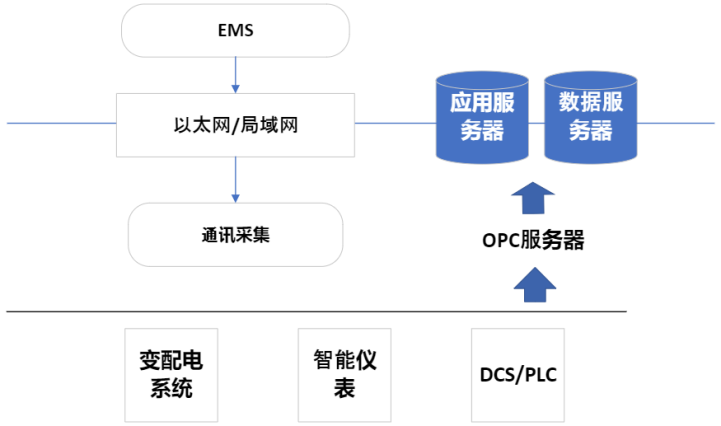 EMS
以太网/局域网
应用服
务器
数据服
务器
通讯采集
OPC服务器
变配电
系统
智能仪
表
DCS/PLC